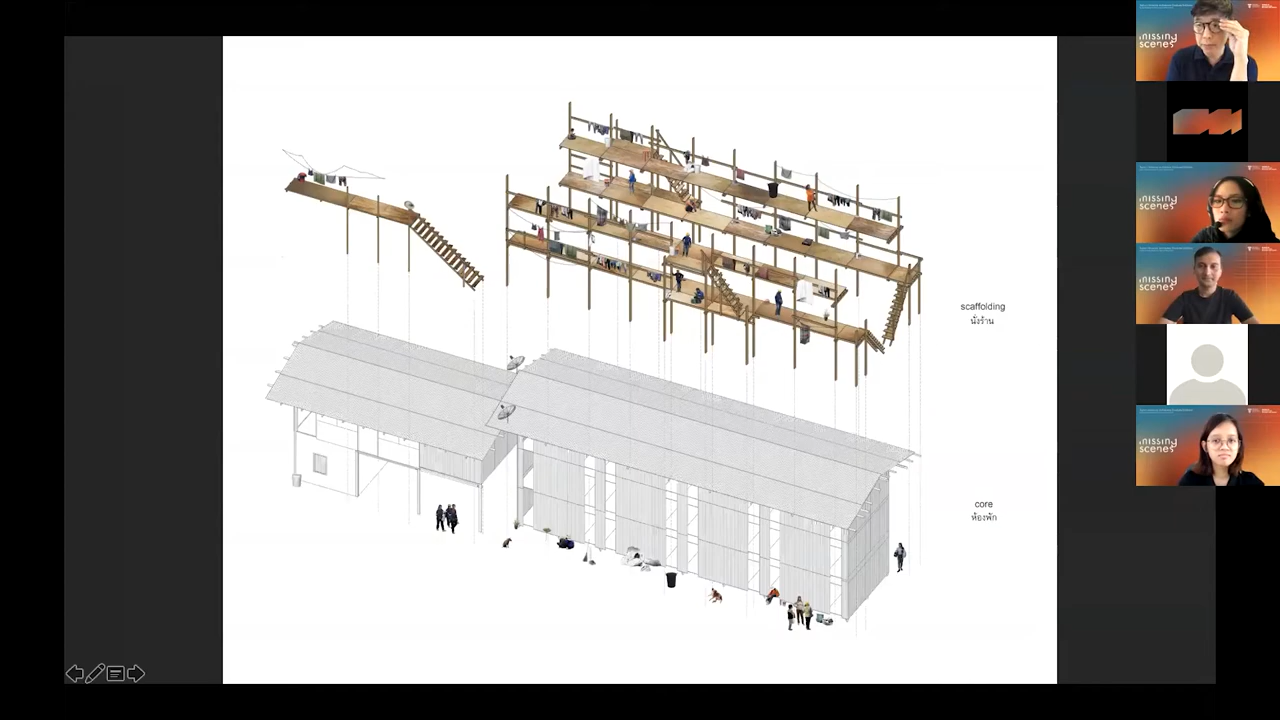 missing
scenes
scaffolding
นั่งร้าน
missing
scenes
missing
scenes
core
ห้องพัก
missing
scenes